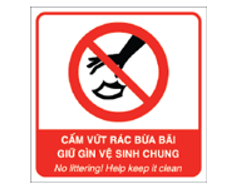 CẤM VỨT RÁC BỪA BÃI
GIỮ GÌN VỆ SINH CHUNG
No littering! Help keep it clean